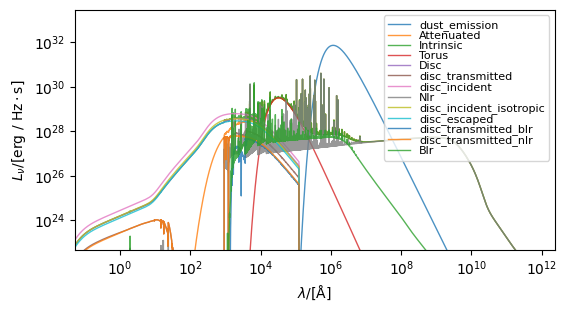 dust_emission
Attenuated
Intrinsic
Torus
Disc
disc_transmitted
disc_incident
Nlr
disc_incident_isotropic
disc_escaped
disc_transmitted_blr
disc_transmitted_nlr
Blr
10^32
10^30
10^28
10^26
10^24
L_ν/[erg / Hz · s]
10^0 10^2 10^4 10^6 10^8 10^10 10^12
λ/[Å]